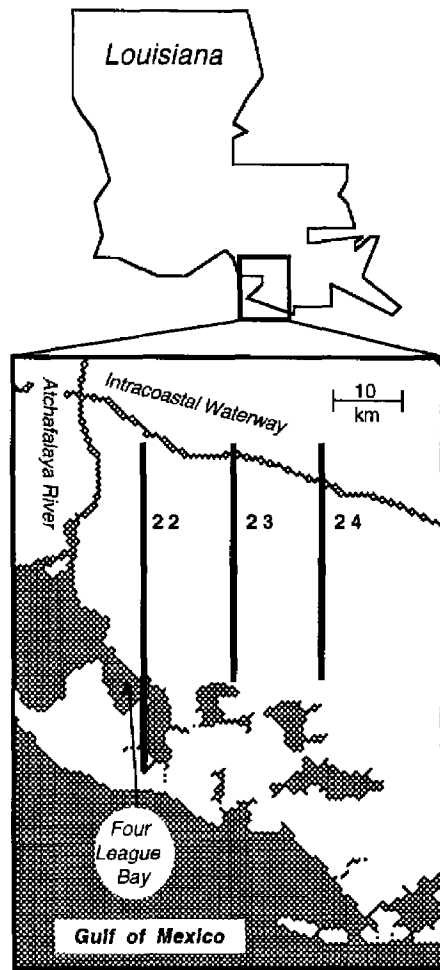 Louisiana
Intracoastal Waterway
10
km
Atchafalaya River
22
23
24
Four
League
Bay
Gulf of Mexico